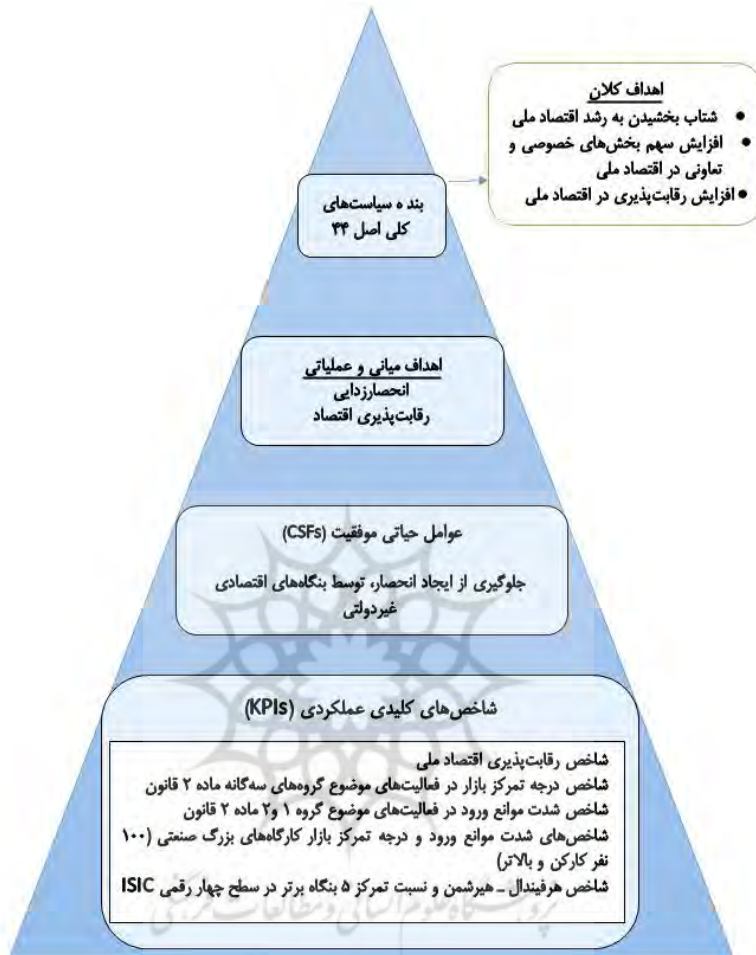 اهداف کلان
● شتاب بخشیدن به رشد اقتصاد ملی
● افزایش سهم بخش‌های خصوصی و
تعاونی در اقتصاد ملی
● افزایش رقابت‌پذیری در اقتصاد ملی
بند ه سیاست‌های
کلی اصل ۴۴
اهداف میانی و عملیاتی
انحصارزدایی
رقابت‌پذیری اقتصاد
عوامل حیاتی موفقیت (CSFs)
جلوگیری از ایجاد انحصار، توسط بنگاه‌های اقتصادی
غیردولتی
شاخص‌های کلیدی عملکردی (KPIs)
شاخص رقابت‌پذیری اقتصاد ملی
شاخص درجه تمرکز بازار در فعالیت‌های موضوع گروه‌های سه‌گانه ماده ۲ قانون
شاخص شدت موانع ورود در فعالیت‌های موضوع گروه ۱ و۲ ماده ۲ قانون
شاخص‌های شدت موانع ورود و درجه تمرکز بازار کارگاه‌های بزرگ صنعتی (۱۰۰
نفر کارکن و بالاتر)
شاخص هرفیندال ـ هیرشمن و نسبت تمرکز ۵ بنگاه برتر در سطح چهار رقمی ISIC
پژوهشگاه علوم انسانی و مطالعات فرهنگی